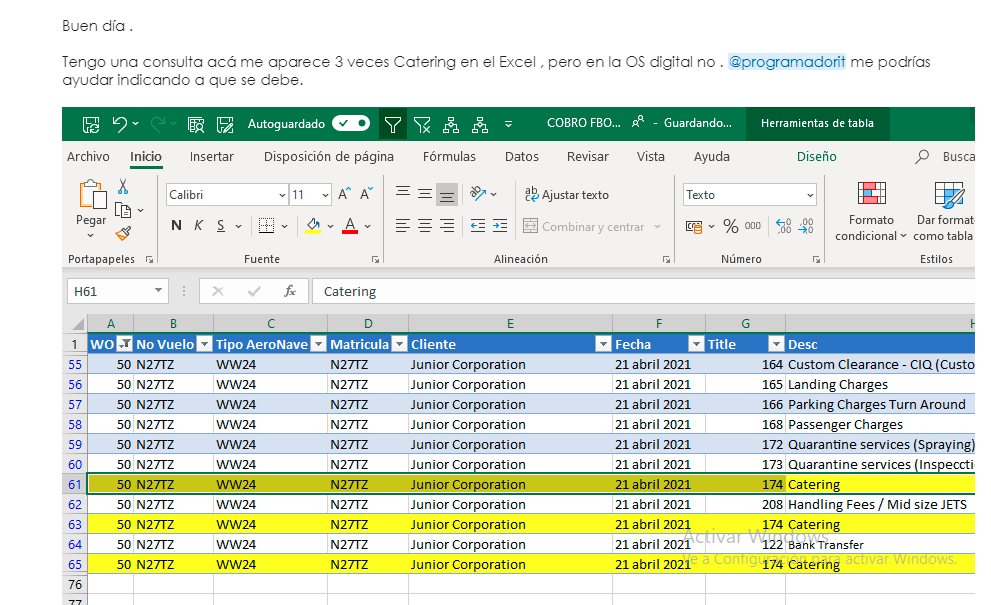 Buen día .
Tengo una consulta acá me aparece 3 veces Catering en el Excel , pero en la OS digital no . @programadorit me podrías
ayudar indicando a que se debe.
Autoguardado COBRO FBO... - Guardando... Herramientas de tabla
Archivo Inicio Insertar Disposición de página Fórmulas Datos Revisar Vista Ayuda Diseño Busca
Calibri 11 A A ab Ajustar texto Texto
Pegar N K S A Combinar y centrar % 000 Formato condicional Dar format como tabla
Portapapeles Fuente Alineación Número Estilos
H61 fx Catering
A B C D E F G H
1 WO No Vuelo Tipo AeroNave Matricula Cliente Fecha Title Desc
55 50 N27TZ WW24 N27TZ Junior Corporation 21 abril 2021 164 Custom Clearance - CIQ (Custo
56 50 N27TZ WW24 N27TZ Junior Corporation 21 abril 2021 165 Landing Charges
57 50 N27TZ WW24 N27TZ Junior Corporation 21 abril 2021 166 Parking Charges Turn Around
58 50 N27TZ WW24 N27TZ Junior Corporation 21 abril 2021 168 Passenger Charges
59 50 N27TZ WW24 N27TZ Junior Corporation 21 abril 2021 172 Quarantine services (Spraying)
60 50 N27TZ WW24 N27TZ Junior Corporation 21 abril 2021 173 Quarantine services (Inspeccti
61 50 N27TZ WW24 N27TZ Junior Corporation 21 abril 2021 174 Catering
62 50 N27TZ WW24 N27TZ Junior Corporation 21 abril 2021 208 Handling Fees / Mid size JETS
63 50 N27TZ WW24 N27TZ Junior Corporation 21 abril 2021 174 Catering
Activar Windows
64 50 N27TZ WW24 N27TZ Junior Corporation 21 abril 2021 122 Bank Transfer
Ve a Configuración para activar Windows.
65 50 N27TZ WW24 N27TZ Junior Corporation 21 abril 2021 174 Catering
76
77